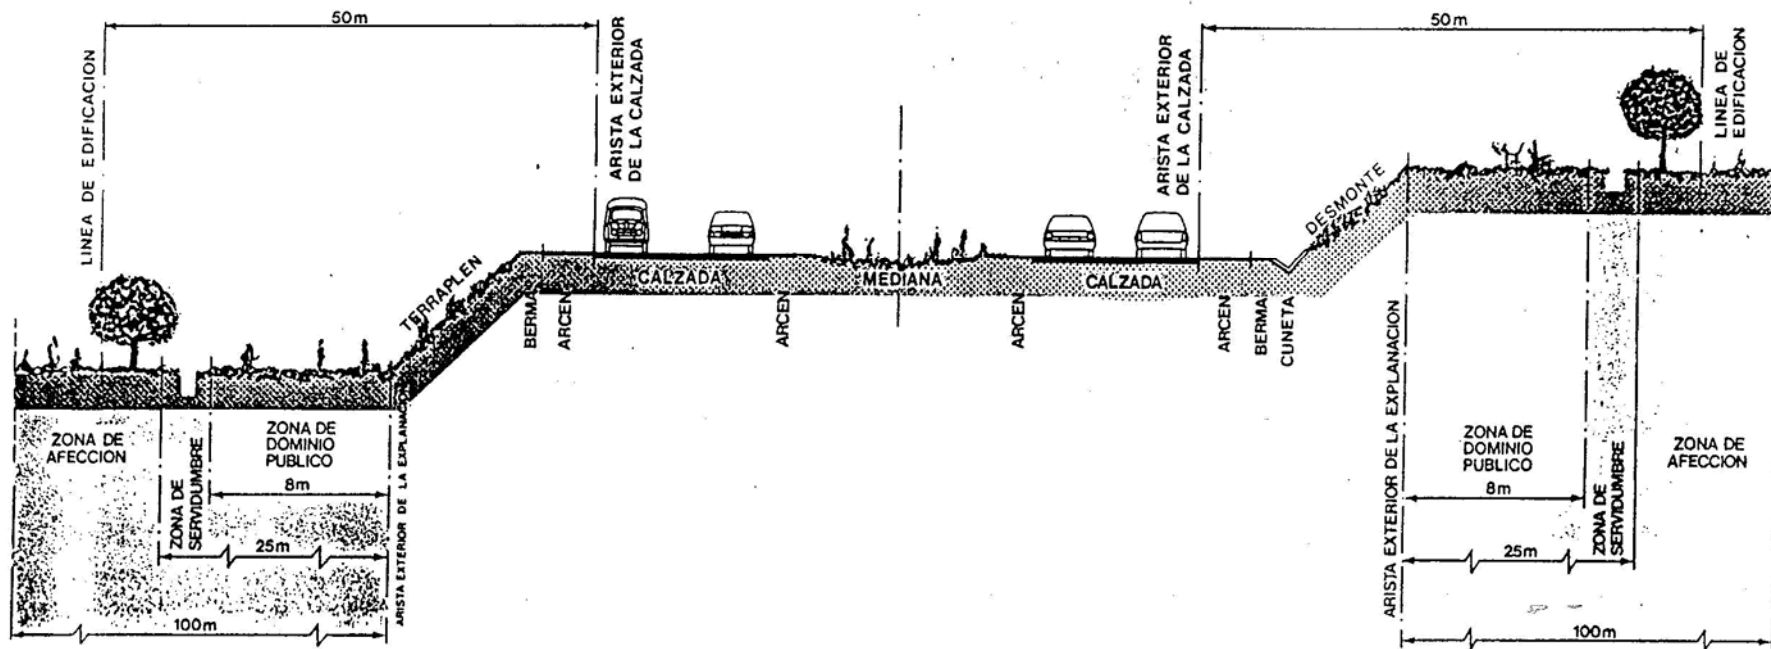 50m
50m
LINEA DE EDIFICACION
ARISTA EXTERIOR
DE LA CALZADA
ARISTA EXTERIOR
DE LA CALZADA
LINEA DE
EDIFICACION
TERRAPLEN
DESMONTE
CALZADA
MEDIANA
CALZADA
BERMA
ARCEN
ARCEN
ARCEN
ARCEN
BERMA
CUNETA
ZONA DE
AFECCION
ZONA DE
SERVIDUMBRE
ZONA DE
DOMINIO
PUBLICO
8m
25m
100m
ARISTA EXTERIOR DE LA EXPLANACION
ARISTA EXTERIOR DE LA EXPLANACION
ZONA DE
DOMINIO
PUBLICO
8m
25m
100m
ZONA DE
SERVIDUMBRE
ZONA DE
AFECCION